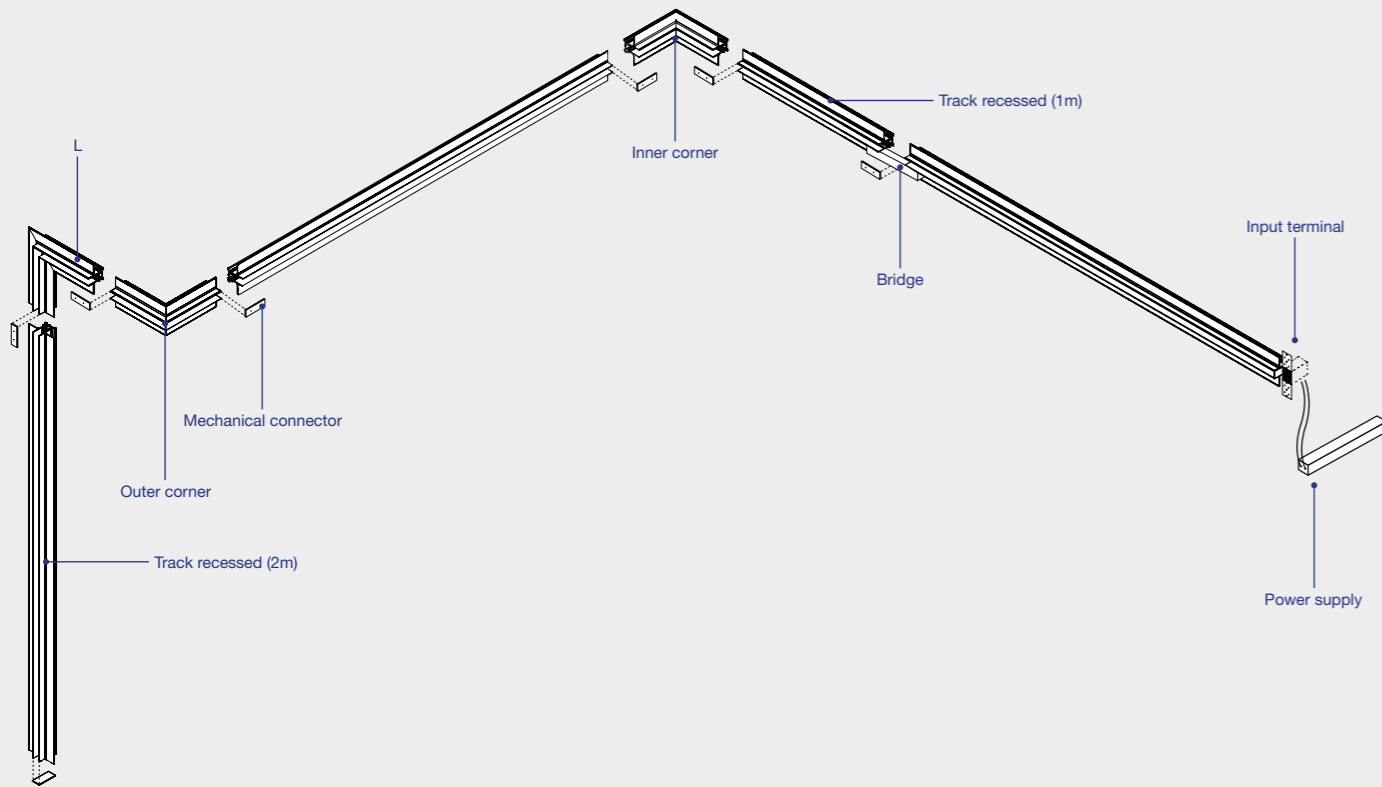 Track recessed (1m)
L
Inner corner
Input terminal
Bridge
Mechanical connector
Outer corner
Track recessed (2m)
Power supply